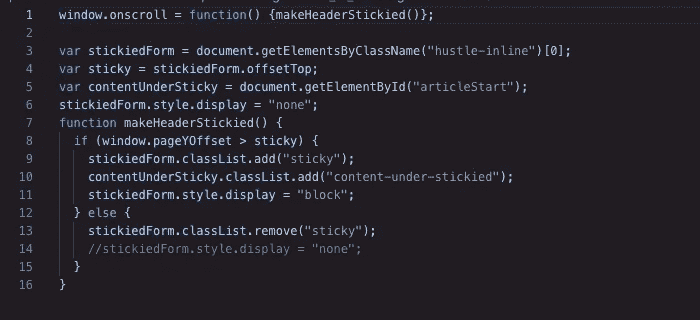 1 window.onscroll = function() {makeHeaderStickied()};
2
3 var stickiedForm = document.getElementsByClassName("hustle-inline")[0];
4 var sticky = stickiedForm.offsetTop;
5 var contentUnderSticky = document.getElementById("articleStart");
6 stickiedForm.style.display = "none";
7 function makeHeaderStickied() {
8 if (window.pageYOffset > sticky) {
9 stickiedForm.classList.add("sticky");
10 contentUnderSticky.classList.add("content-under-stickied");
11 stickiedForm.style.display = "block";
12 } else {
13 stickiedForm.classList.remove("sticky");
14 //stickiedForm.style.display = "none";
15 }
16 }